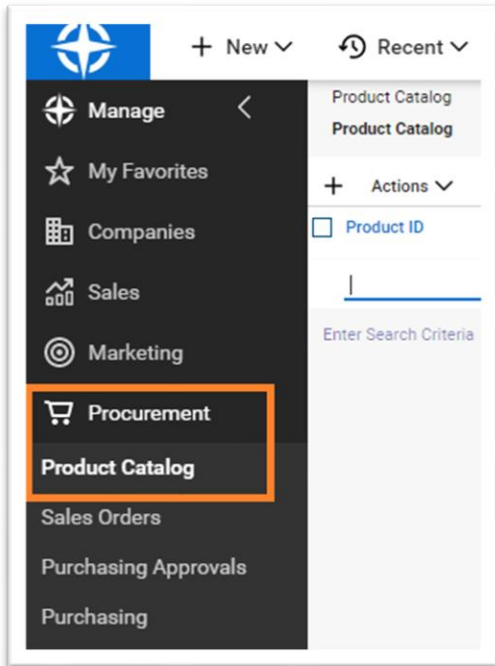 New
Recent
Manage
My Favorites
Companies
Sales
Marketing
Procurement
Product Catalog
Sales Orders
Purchasing Approvals
Purchasing
Product Catalog
Product Catalog
Actions
Product ID
Enter Search Criteria